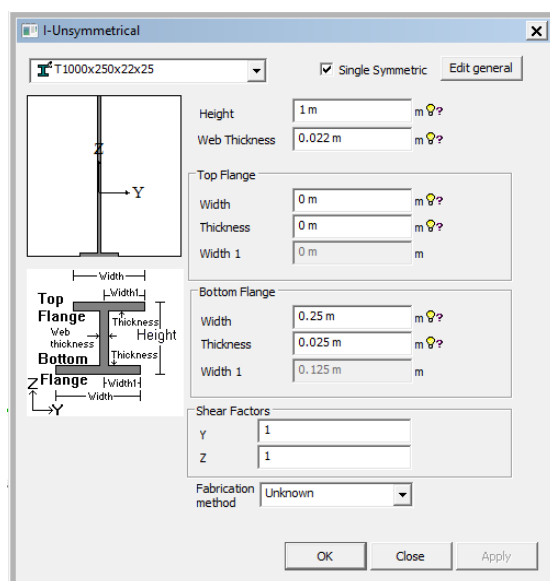 I-Unsymmetrical
T1000x250x22x25
Single Symmetric
Edit general
Height 1 m m ?
Web Thickness 0.022 m m ?
Z
Y
Top Flange
Width 0 m m ?
Thickness 0 m m ?
Width 1 0 m m
Width
Width1
Top
Flange
Thickness
Web
thickness
Height
Bottom
Flange
Thickness
Width1
Width
Z
Y
Bottom Flange
Width 0.25 m m ?
Thickness 0.025 m m ?
Width 1 0.125 m m
Shear Factors
Y 1
Z 1
Fabrication
method
Unknown
OK Close Apply